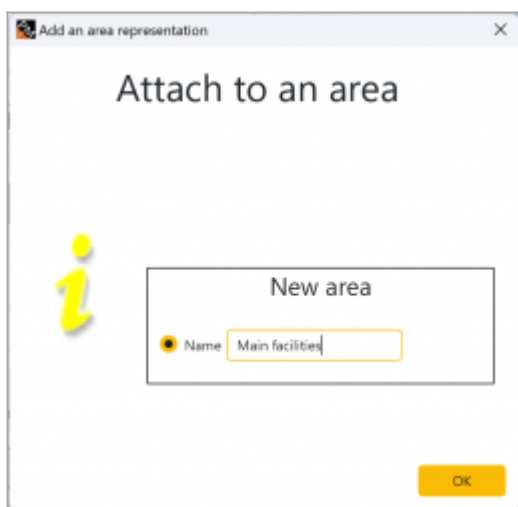 Add an area representation
Attach to an area
New area
Name Main facilities
OK